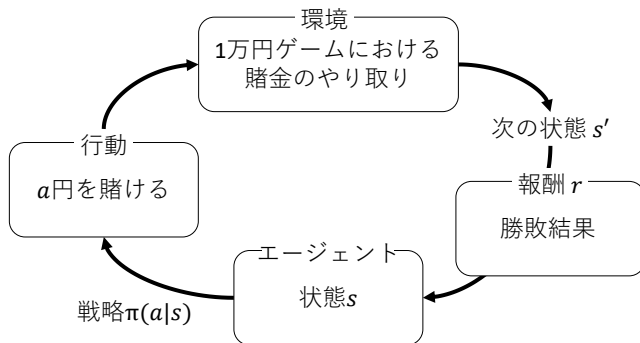 環境
1万円ゲームにおける
賭金のやり取り
次の状態 s′
行動
a円を賭ける
報酬 r
勝敗結果
エージェント
状態s
戦略π(a|s)